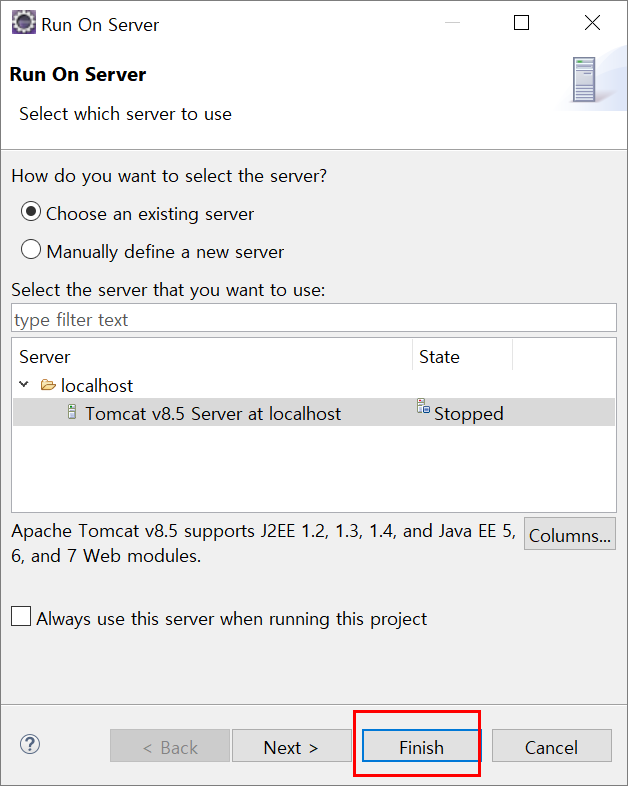 Run On Server
Run On Server
Select which server to use
How do you want to select the server?
Choose an existing server
Manually define a new server
Select the server that you want to use:
type filter text
Server State
localhost
Tomcat v8.5 Server at localhost Stopped
Apache Tomcat v8.5 supports J2EE 1.2, 1.3, 1.4, and Java EE 5,
6, and 7 Web modules.
Columns...
Always use this server when running this project
? < Back Next > Finish Cancel